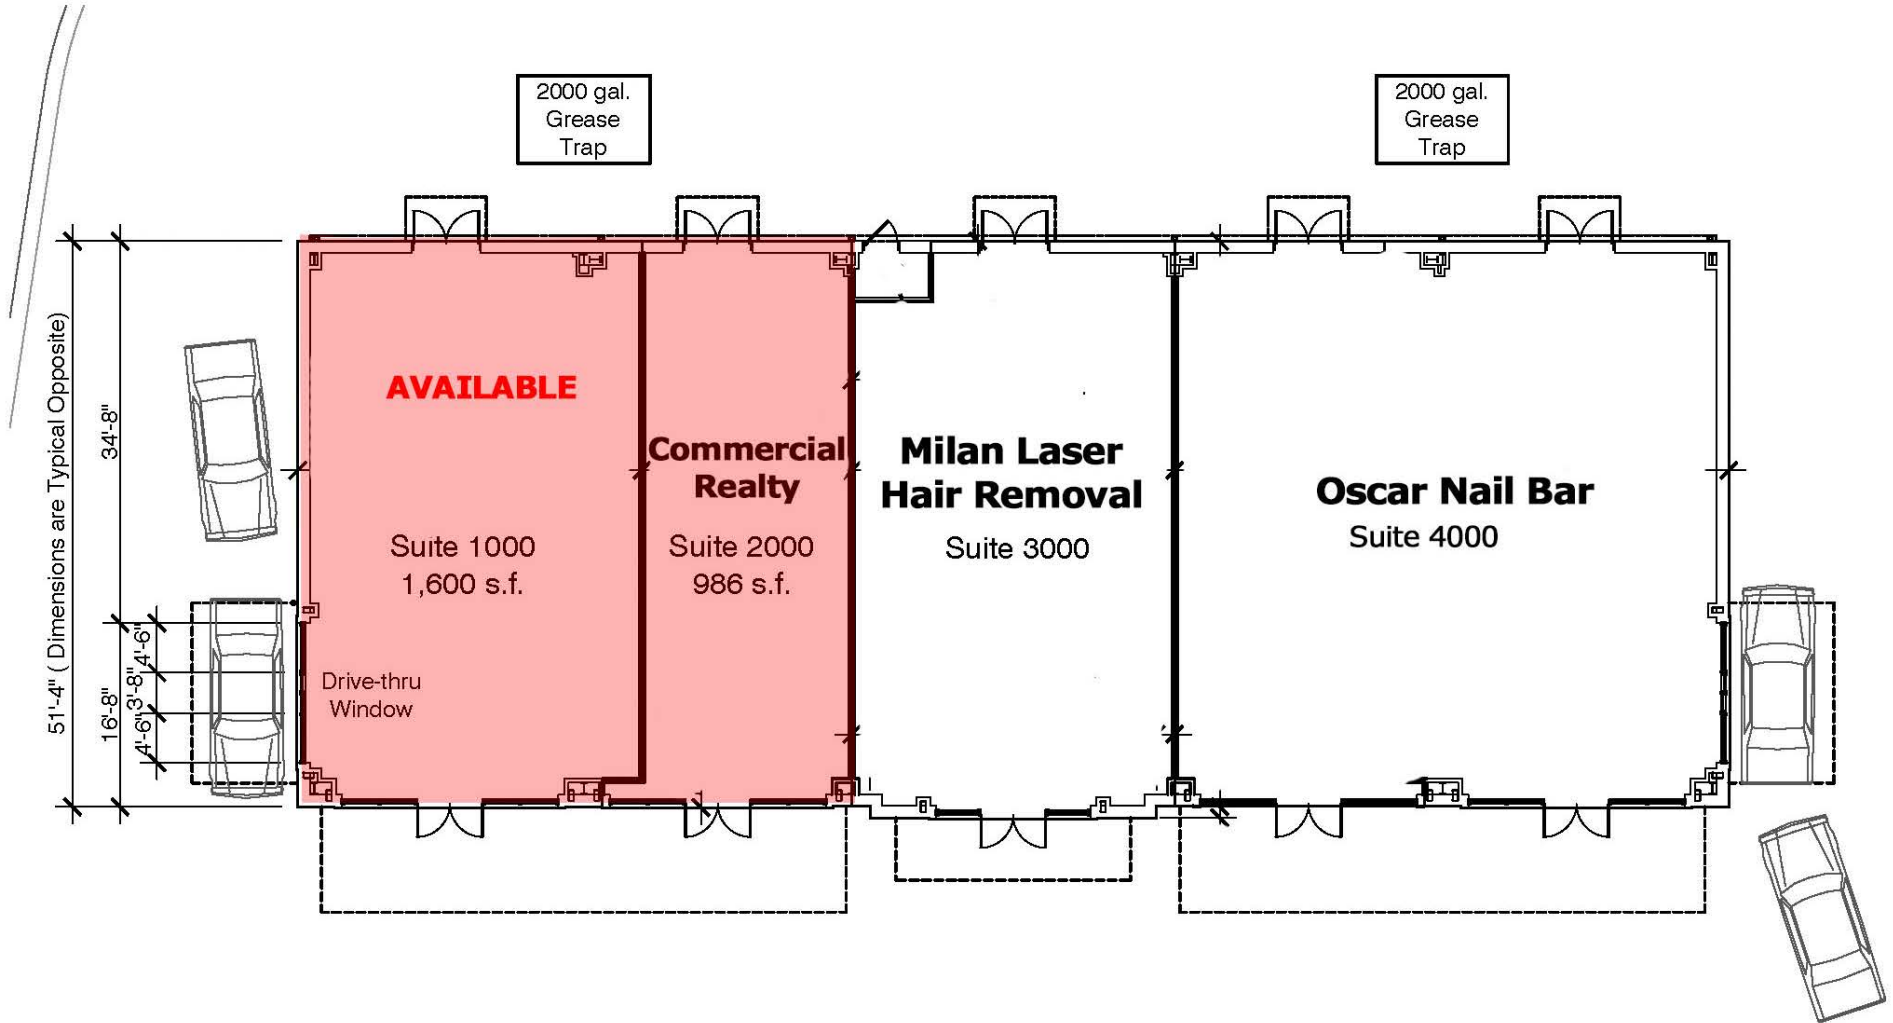 2000 gal.
Grease
Trap
2000 gal.
Grease
Trap
51'-4" ( Dimensions are Typical Opposite)
34'-8"
16'-8"
4'-6"
3'-8"
4'-6"
AVAILABLE
Suite 1000
1,600 s.f.
Drive-thru
Window
Commercial
Realty
Suite 2000
986 s.f.
Milan Laser
Hair Removal
Suite 3000
Oscar Nail Bar
Suite 4000